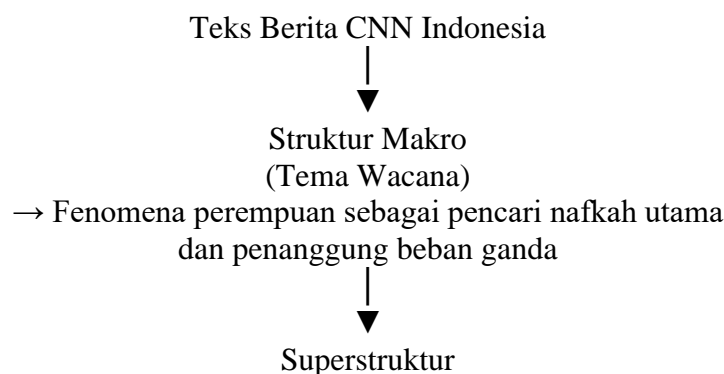 Teks Berita CNN Indonesia
Struktur Makro
(Tema Wacana)
→ Fenomena perempuan sebagai pencari nafkah utama
dan penanggung beban ganda
Superstruktur